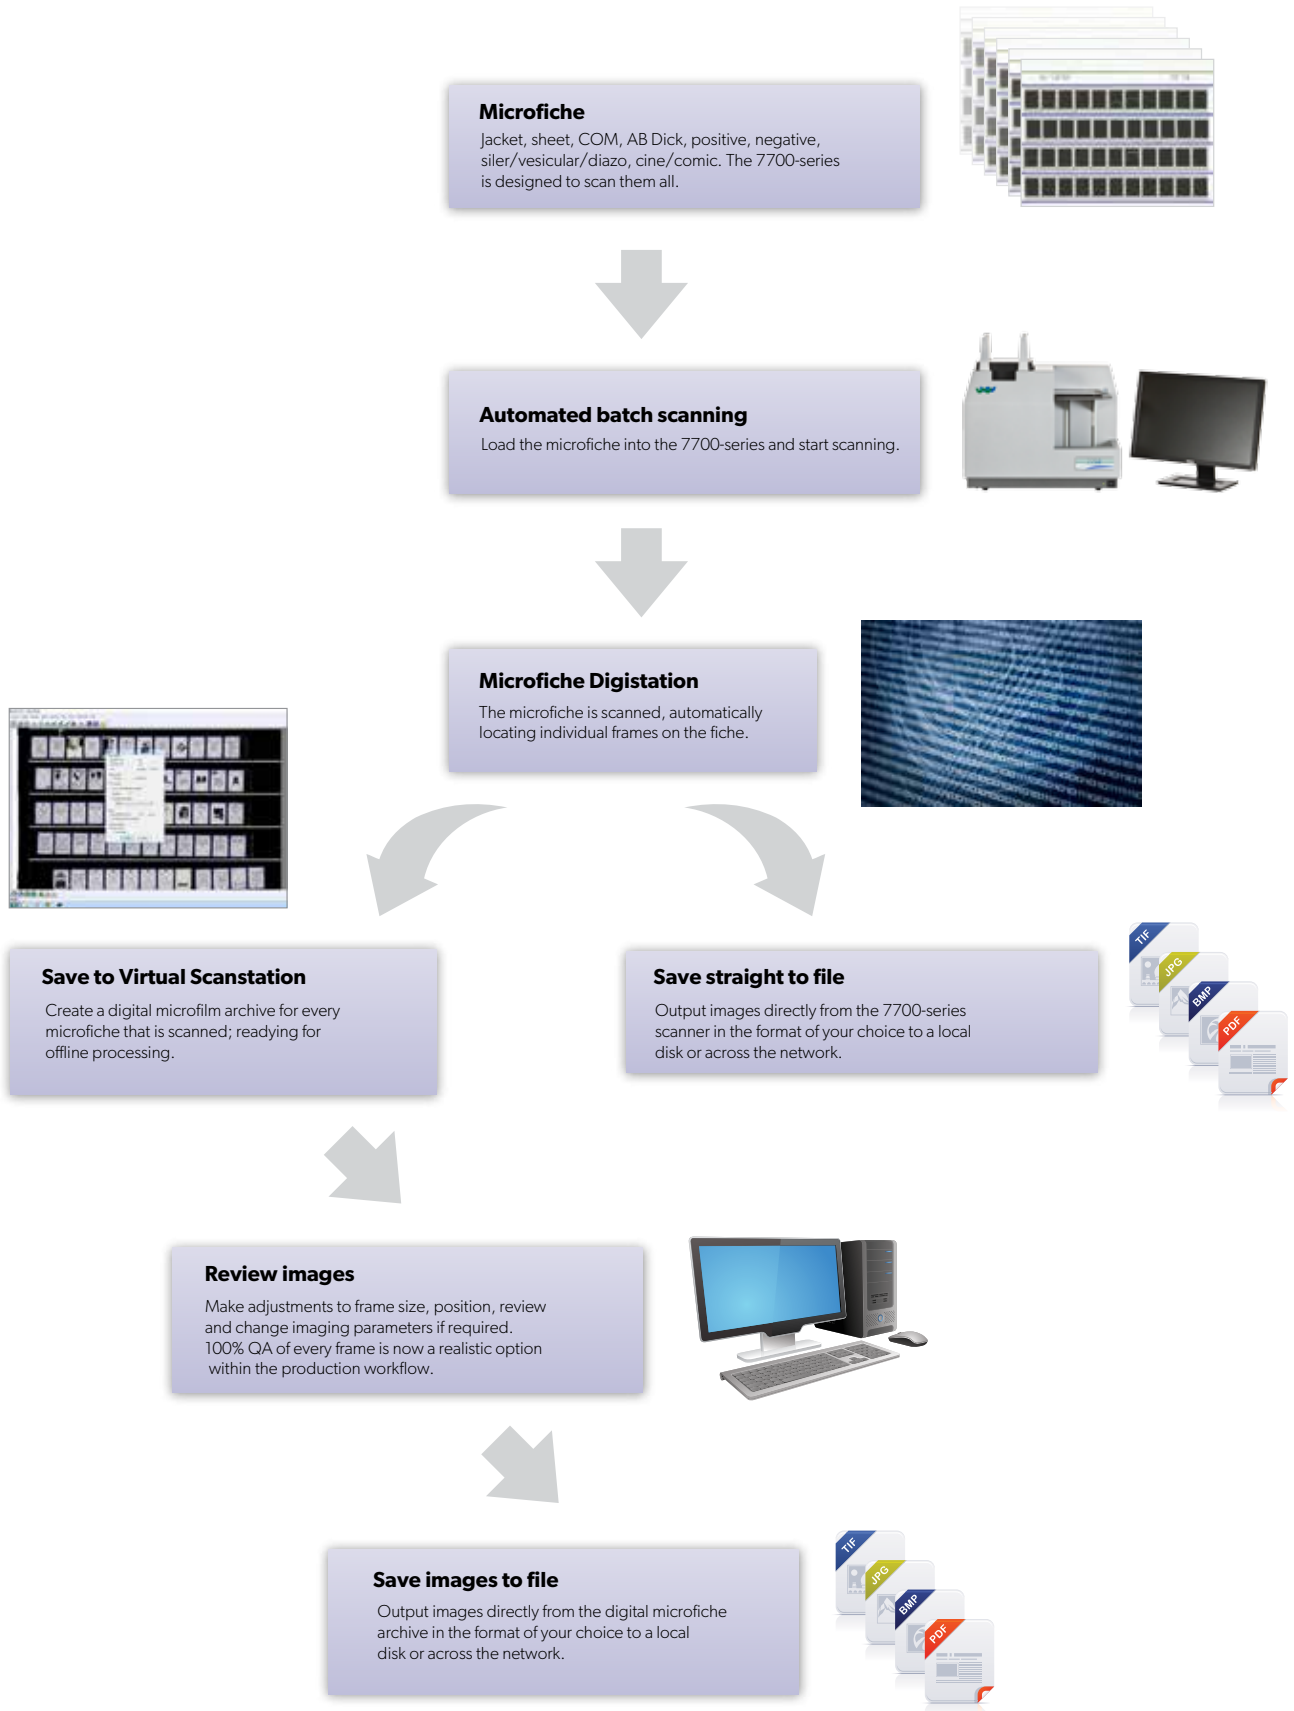 Microfiche
Jacket, sheet, COM, AB Dick, positive, negative,
siler/vesicular/diazo, cine/comic. The 7700-series
is designed to scan them all.
Automated batch scanning
Load the microfiche into the 7700-series and start scanning.
Microfiche Digistation
The microfiche is scanned, automatically
locating individual frames on the fiche.
Save to Virtual Scanstation
Create a digital microfilm archive for every
microfiche that is scanned; readying for
offline processing.
Save straight to file
Output images directly from the 7700-series
scanner in the format of your choice to a local
disk or across the network.
TIF
JPG
BMP
PDF
Review images
Make adjustments to frame size, position, review
and change imaging parameters if required.
100% QA of every frame is now a realistic option
within the production workflow.
Save images to file
Output images directly from the digital microfiche
archive in the format of your choice to a local
disk or across the network.
TIF
JPG
BMP
PDF